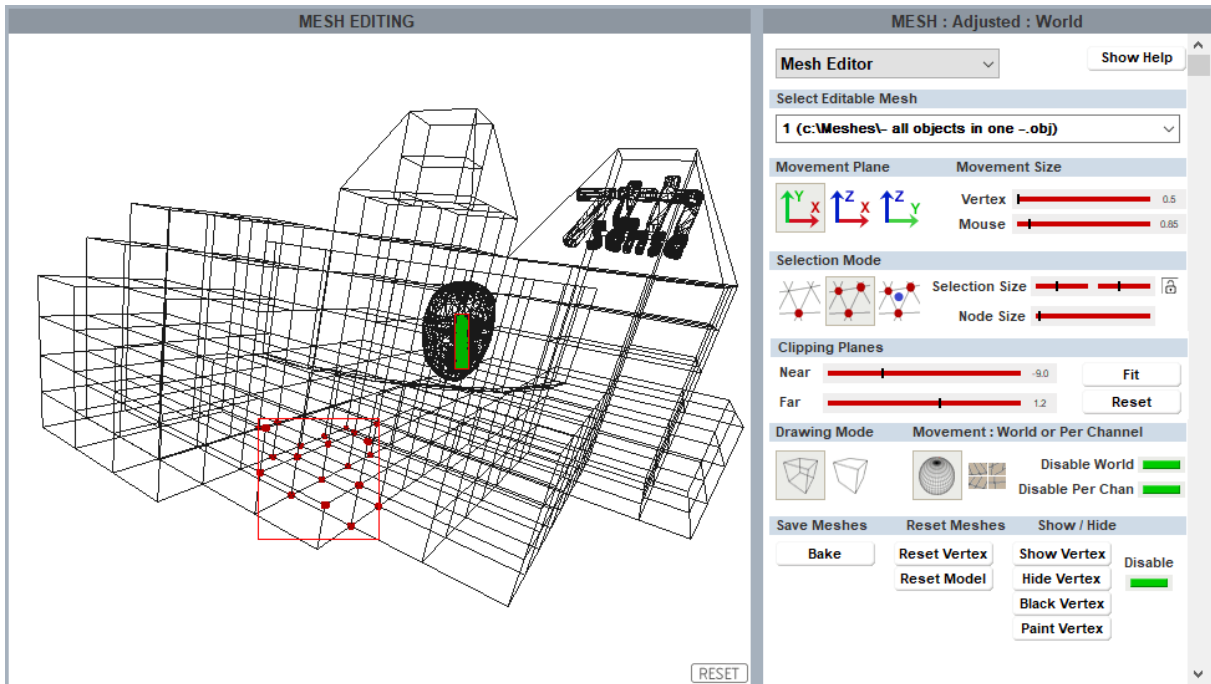 MESH EDITING
MESH : Adjusted : World
Mesh Editor
Show Help
Select Editable Mesh
1 (c:\Meshes\- all objects in one -.obj)
Movement Plane
Movement Size
Y X
Z X
Z Y
Vertex 0.5
Mouse 0.65
Selection Mode
Selection Size
Node Size
Clipping Planes
Near -9.0
Fit
Far 1.2
Reset
Drawing Mode
Movement : World or Per Channel
Disable World
Disable Per Chan
Save Meshes
Reset Meshes
Show / Hide
Bake
Reset Vertex
Show Vertex
Disable
Reset Model
Hide Vertex
Black Vertex
Paint Vertex
RESET